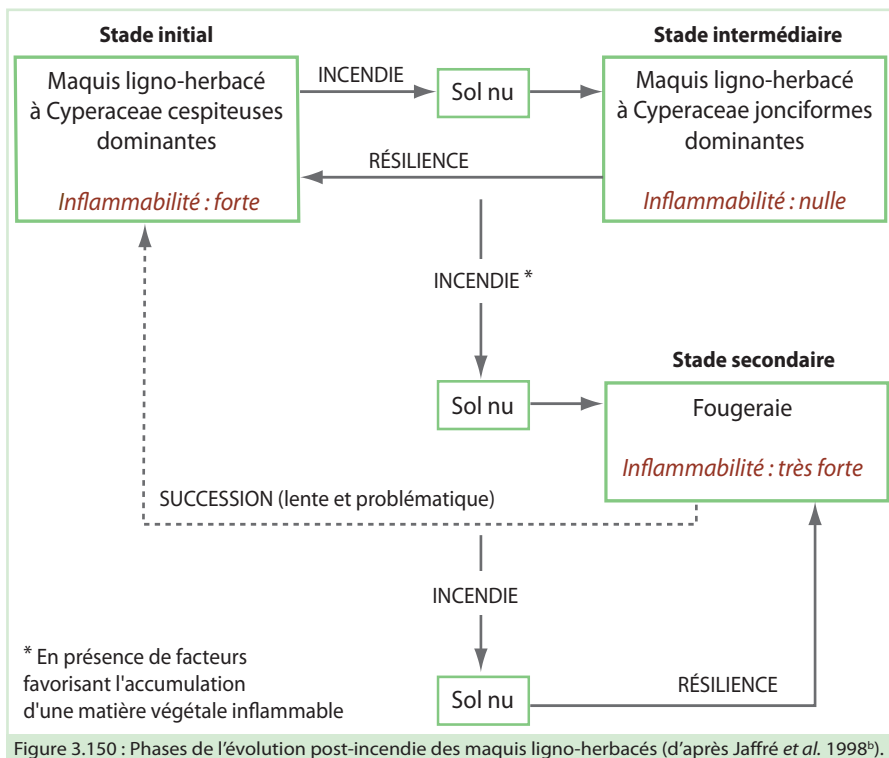 Stade initial
Maquis ligno-herbacé
à Cyperaceae cespiteuses
dominantes
Inflammabilité : forte
INCENDIE
Sol nu
Stade intermédiaire
Maquis ligno-herbacé
à Cyperaceae jonciformes
dominantes
Inflammabilité : nulle
RÉSILIENCE
INCENDIE *
Sol nu
Stade secondaire
Fougeraie
Inflammabilité : très forte
SUCCESSION (lente et problématique)
INCENDIE
Sol nu
RÉSILIENCE
* En présence de facteurs
favorisant l'accumulation
d'une matière végétale inflammable
Figure 3.150 : Phases de l'évolution post-incendie des maquis ligno-herbacés (d'après Jaffré et al. 1998ᵇ).